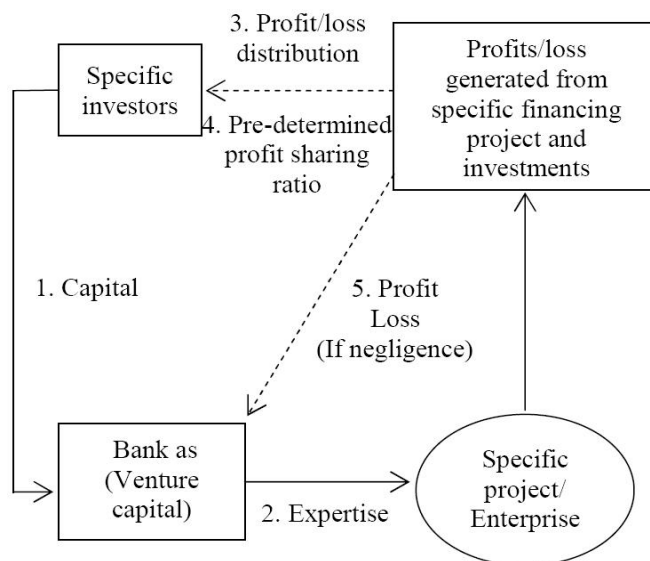 3. Profit/loss
distribution
Specific
investors
Profits/loss
generated from
specific financing
project and
investments
4. Pre-determined
profit sharing
ratio
1. Capital
5. Profit
Loss
(If negligence)
Bank as
(Venture
capital)
2. Expertise
Specific
project/
Enterprise